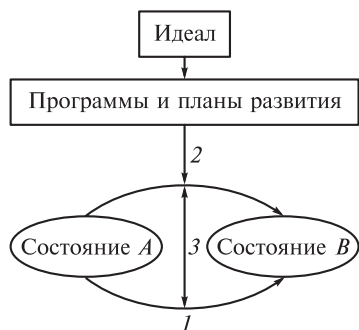 Идеал
Программы и планы развития
2
Состояние A
3
Состояние B
1